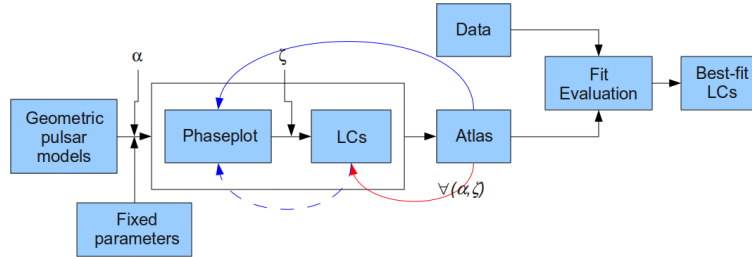 Data
α
ζ
Geometric
pulsar
models
Phaseplot
LCs
Atlas
Fit
Evaluation
Best-fit
LCs
∀(α,ζ)
Fixed
parameters